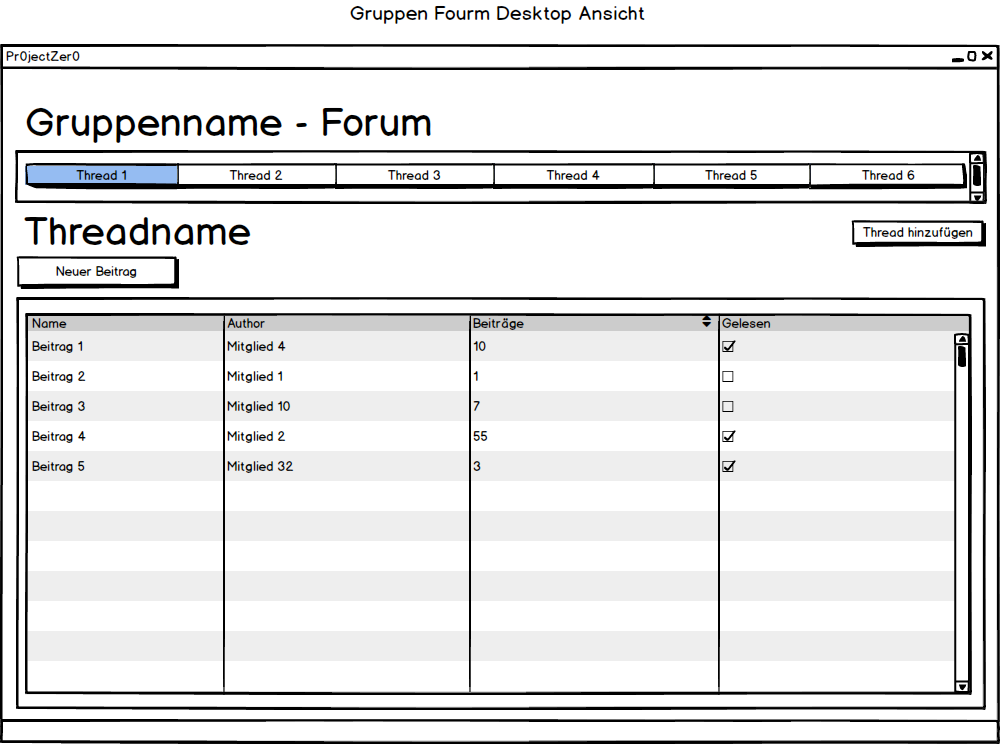 Gruppen Fourm Desktop Ansicht
Pr0jectZer0
Gruppenname - Forum
Thread 1 Thread 2 Thread 3 Thread 4 Thread 5 Thread 6
Threadname
Thread hinzufügen
Neuer Beitrag
Name Author Beiträge Gelesen
Beitrag 1 Mitglied 4 10
Beitrag 2 Mitglied 1 1
Beitrag 3 Mitglied 10 7
Beitrag 4 Mitglied 2 55
Beitrag 5 Mitglied 32 3